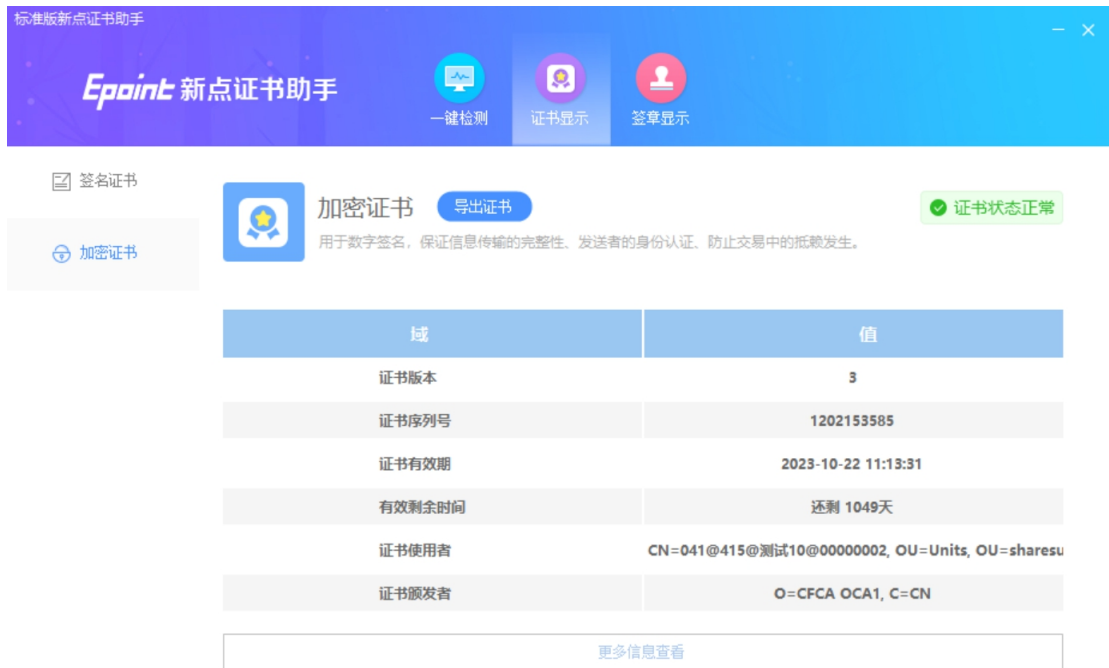 标准版新点证书助手
Epoint 新点证书助手
一键检测
证书显示
签章显示
签名证书
加密证书
加密证书 导出证书
证书状态正常
用于数字签名，保证信息传输的完整性、发送者的身份认证、防止交易中的抵赖发生。
域 值
证书版本 3
证书序列号 1202153585
证书有效期 2023-10-22 11:13:31
有效剩余时间 还剩 1049天
证书使用者 CN=041@415@测试10@00000002, OU=Units, OU=sharesu
证书颁发者 O=CFCA OCA1, C=CN
更多信息查看